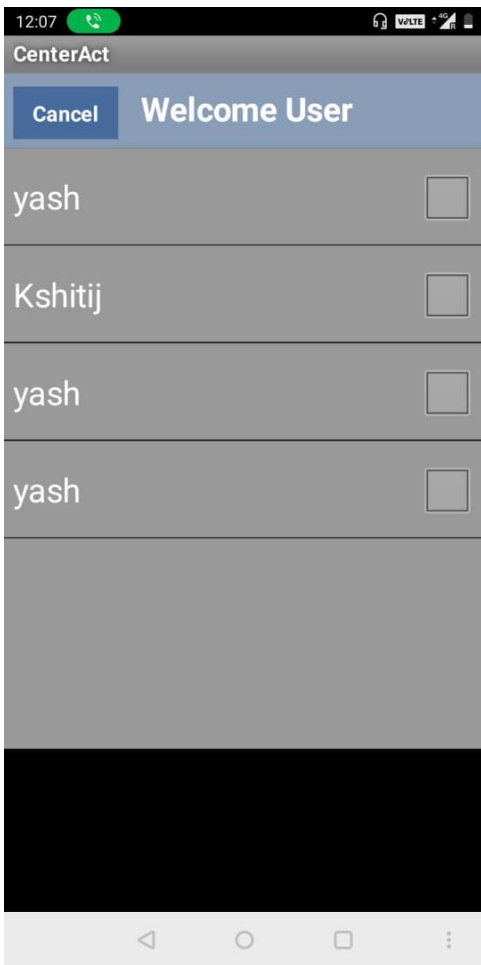 12:07
VoLTE 4G R
CenterAct
Cancel Welcome User
yash
Kshitij
yash
yash